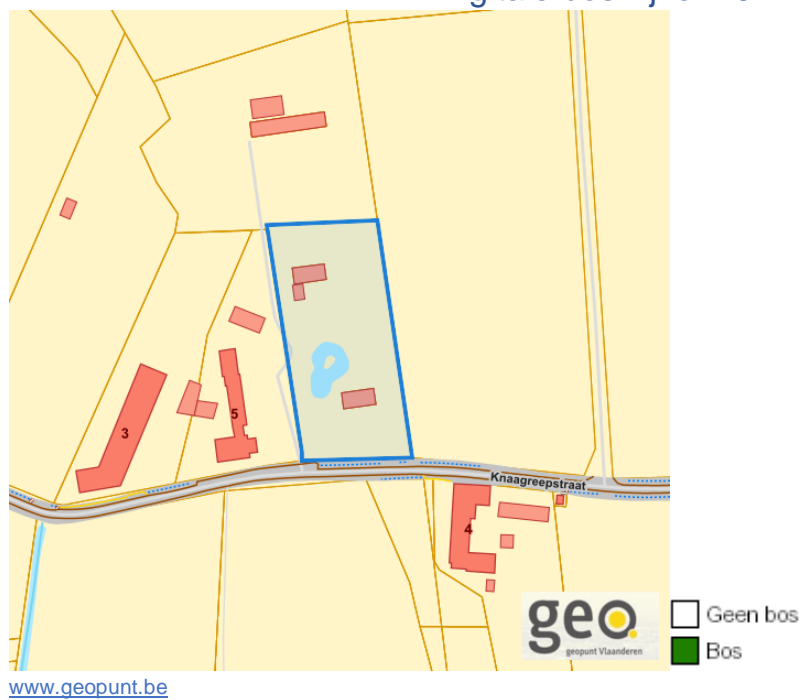 3
5
Knaagreepstraat
4
geo.
geopunt Vlaanderen
Geen bos
Bos
www.geopunt.be